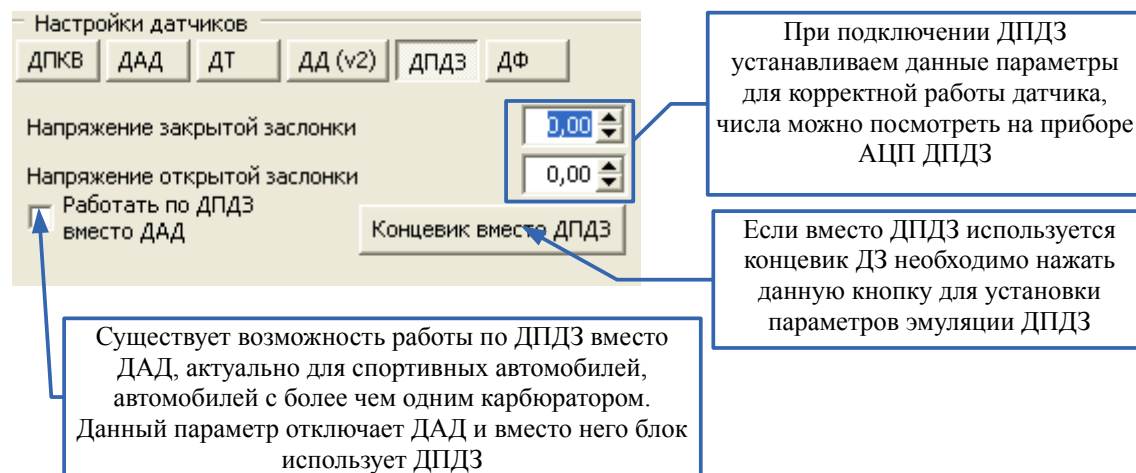 Настройки датчиков
ДПКВ ДАД ДТ ДД (v2) ДПДЗ ДФ
Напряжение закрытой заслонки 0,00
Напряжение открытой заслонки 0,00
Работать по ДПДЗ
вместо ДАД
Концевик вместо ДПДЗ
При подключении ДПДЗ
устанавливаем данные параметры
для корректной работы датчика,
числа можно посмотреть на приборе
АЦП ДПДЗ
Если вместо ДПДЗ используется
концевик ДЗ необходимо нажать
данную кнопку для установки
параметров эмуляции ДПДЗ
Существует возможность работы по ДПДЗ вместо
ДАД, актуально для спортивных автомобилей,
автомобилей с более чем одним карбюратором.
Данный параметр отключает ДАД и вместо него блок
использует ДПДЗ